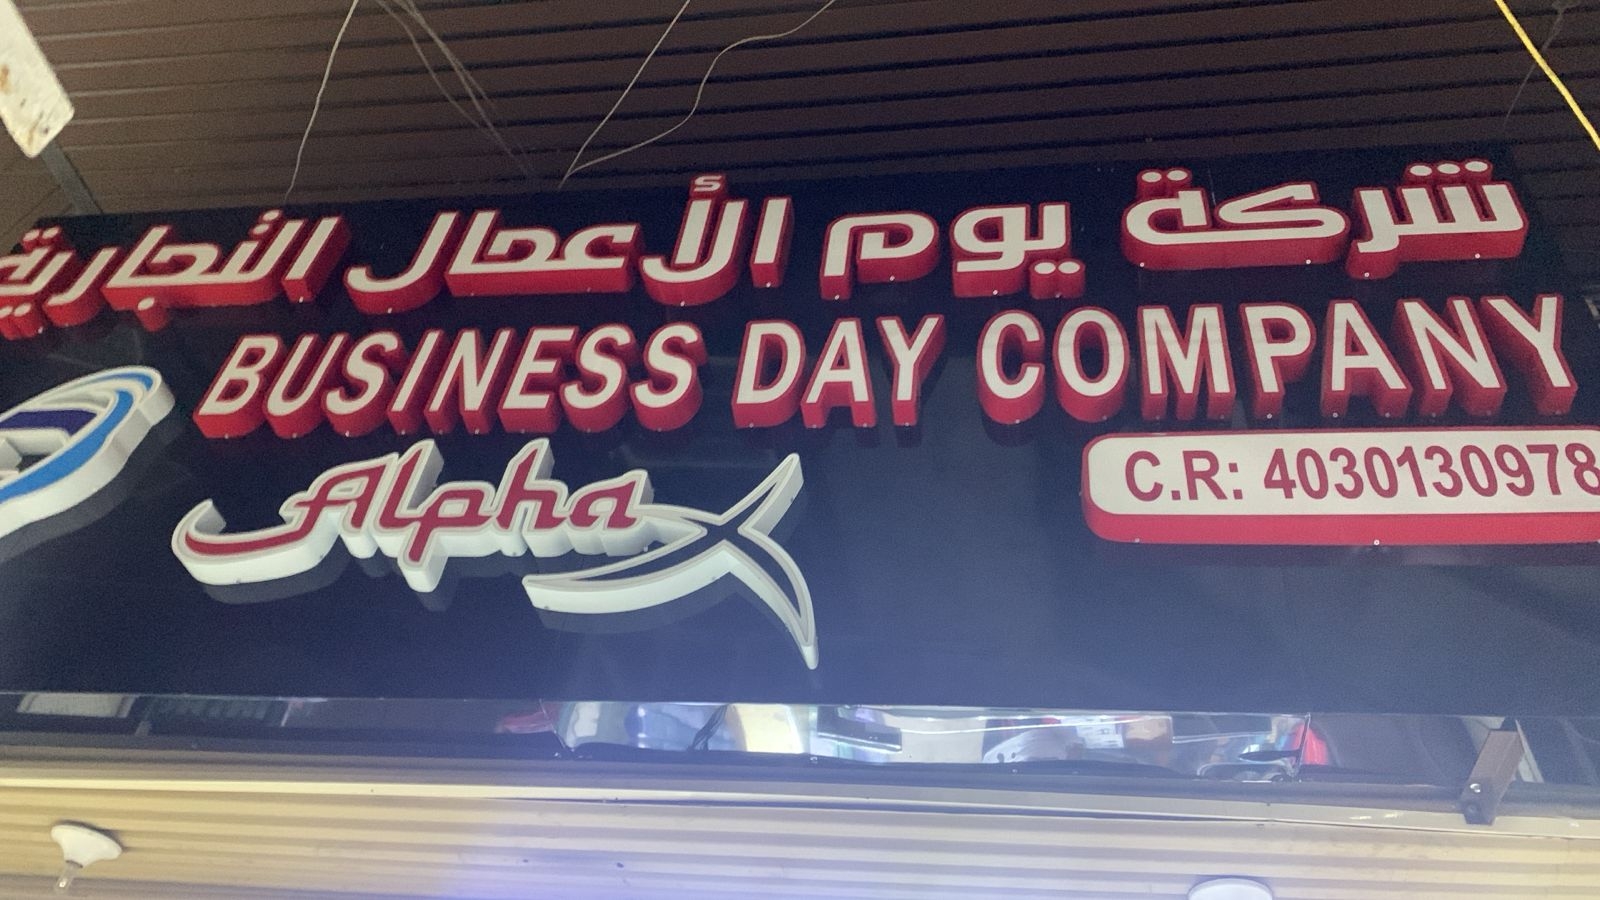 شركة يوم الأعمال التجارية
BUSINESS DAY COMPANY
Alpha
C.R: 4030130978